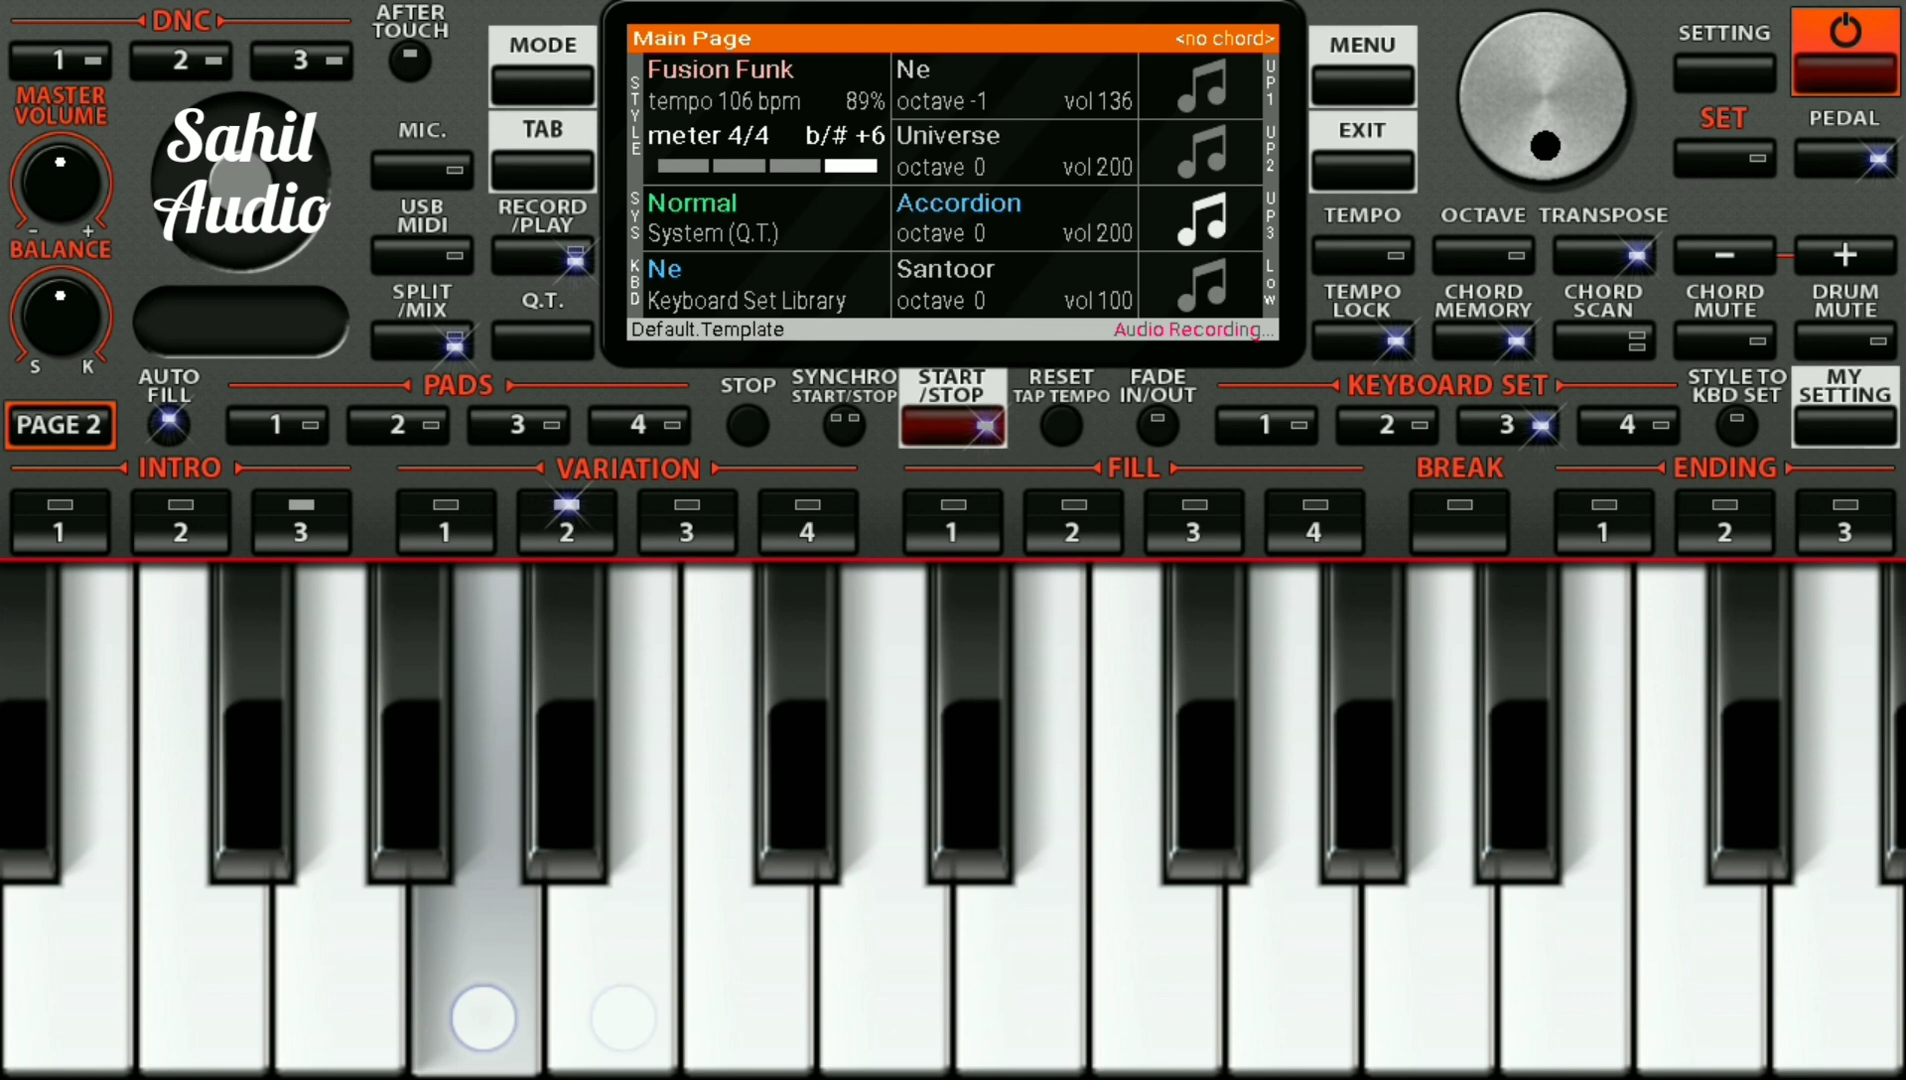 DNC
1 2 3
AFTER
TOUCH
MASTER
VOLUME
- +
BALANCE
S K
Sahil
Audio
MIC.
USB
MIDI
SPLIT
/MIX
MODE
TAB
RECORD
/PLAY
Q.T.
Main Page <no chord>
STYLE
Fusion Funk
tempo 106 bpm 89%
meter 4/4 b/# +6
SYS
Normal
System (Q.T.)
KBD
Ne
Keyboard Set Library
Ne
octave -1 vol 136
UP1
Universe
octave 0 vol 200
UP2
Accordion
octave 0 vol 200
UP3
Santoor
octave 0 vol 100
Low
Default.Template Audio Recording...
MENU
EXIT
SETTING
SET
PEDAL
TEMPO OCTAVE TRANSPOSE
- +
TEMPO
LOCK
CHORD
MEMORY
CHORD
SCAN
CHORD
MUTE
DRUM
MUTE
PAGE 2
AUTO
FILL
PADS
1 2 3 4
STOP
SYNCHRO
START/STOP
START
/STOP
RESET
TAP TEMPO
FADE
IN/OUT
KEYBOARD SET
1 2 3 4
STYLE TO
KBD SET
MY
SETTING
INTRO
1 2 3
VARIATION
1 2 3 4
FILL
1 2 3 4
BREAK
ENDING
1 2 3